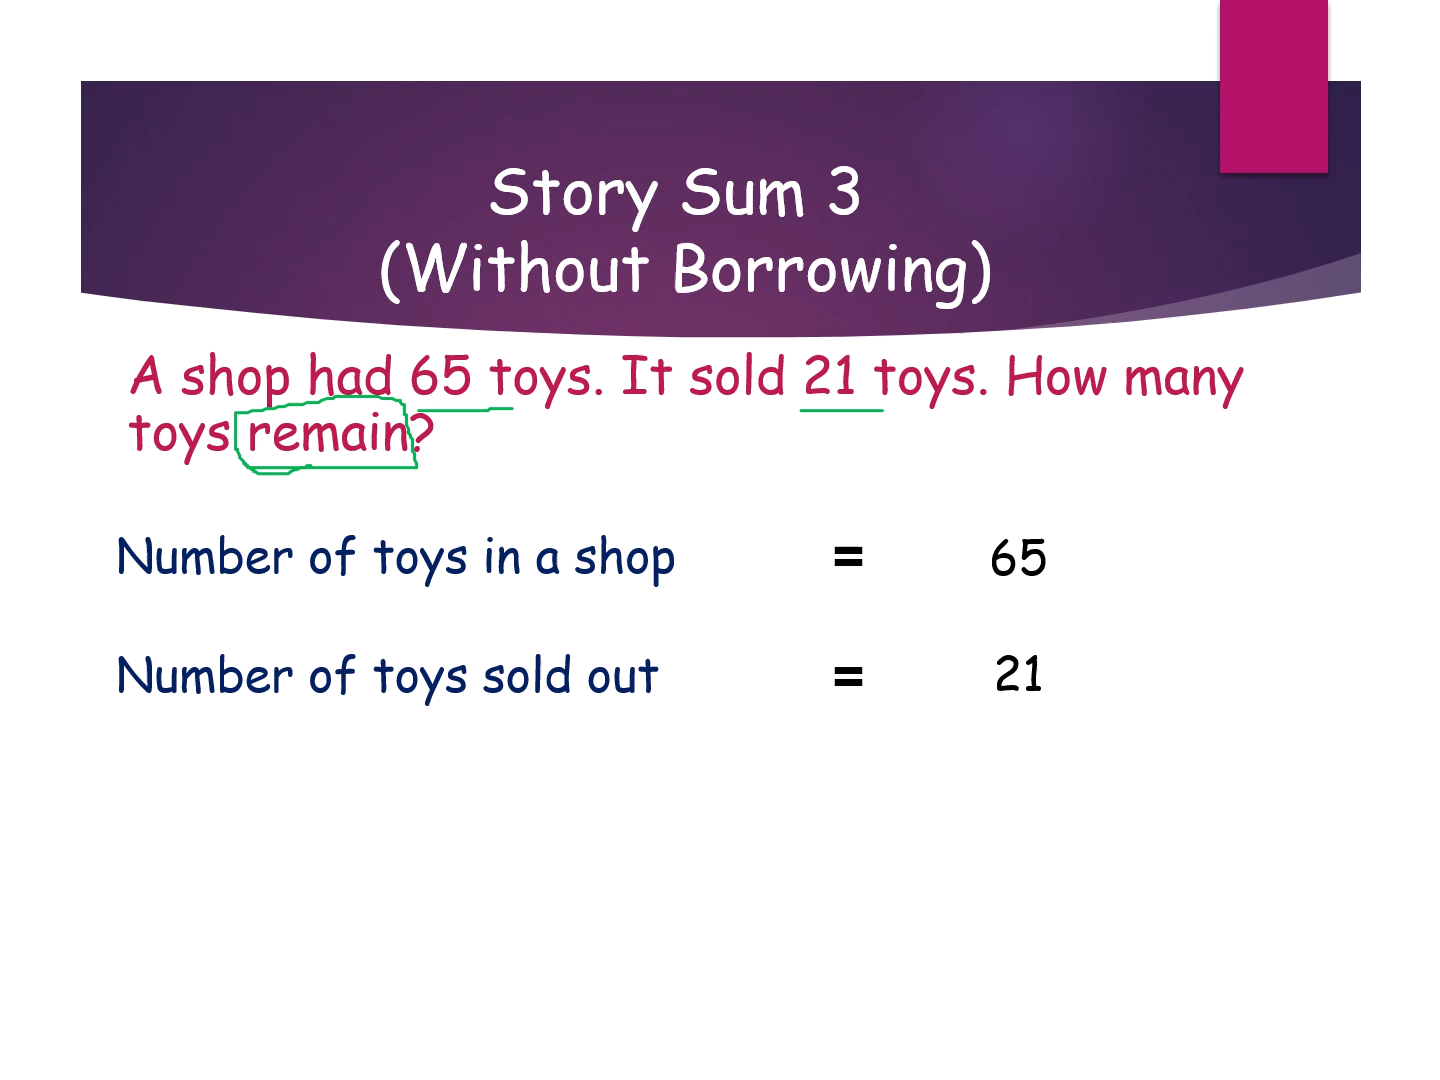 Story Sum 3
(Without Borrowing)
A shop had 65 toys. It sold 21 toys. How many
toys remain?
Number of toys in a shop = 65
Number of toys sold out = 21